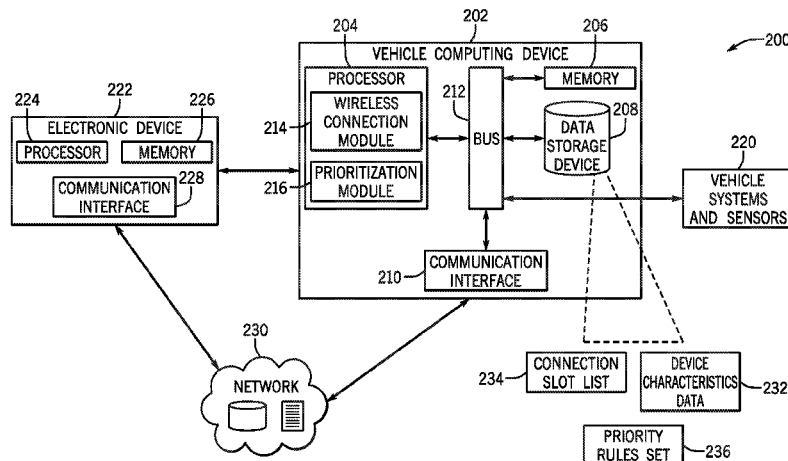 202
204
206
200
VEHICLE COMPUTING DEVICE
PROCESSOR
212
MEMORY
222
224
226
ELECTRONIC DEVICE
PROCESSOR
MEMORY
COMMUNICATION
INTERFACE
228
214
WIRELESS
CONNECTION
MODULE
216
PRIORITIZATION
MODULE
BUS
DATA
STORAGE
DEVICE
208
220
VEHICLE
SYSTEMS
AND SENSORS
210
COMMUNICATION
INTERFACE
230
NETWORK
234
CONNECTION
SLOT LIST
DEVICE
CHARACTERISTICS
DATA
232
PRIORITY
RULES SET
236